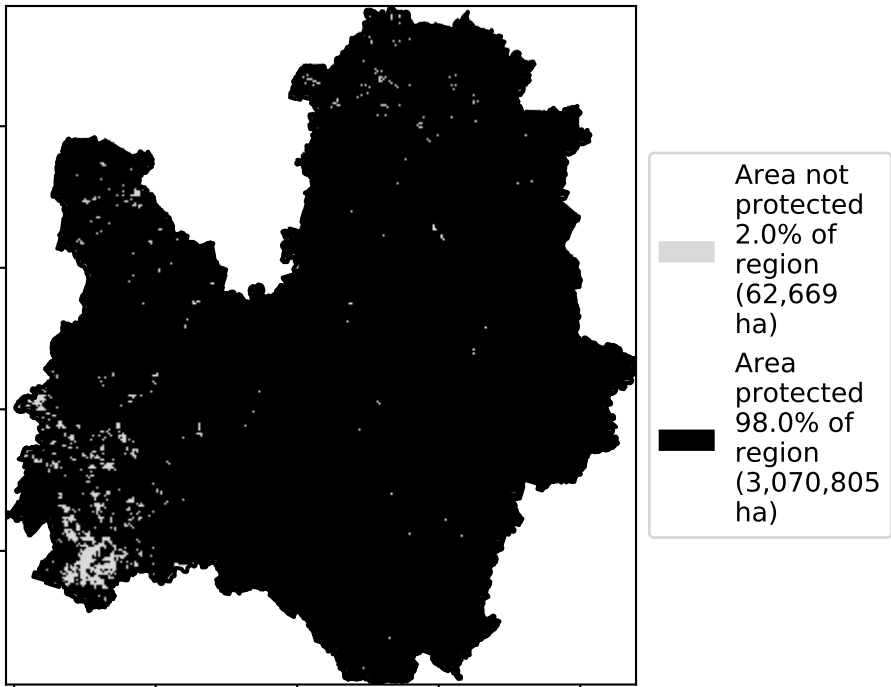 Area not
protected
2.0% of
region
(62,669
ha)
Area
protected
98.0% of
region
(3,070,805
ha)